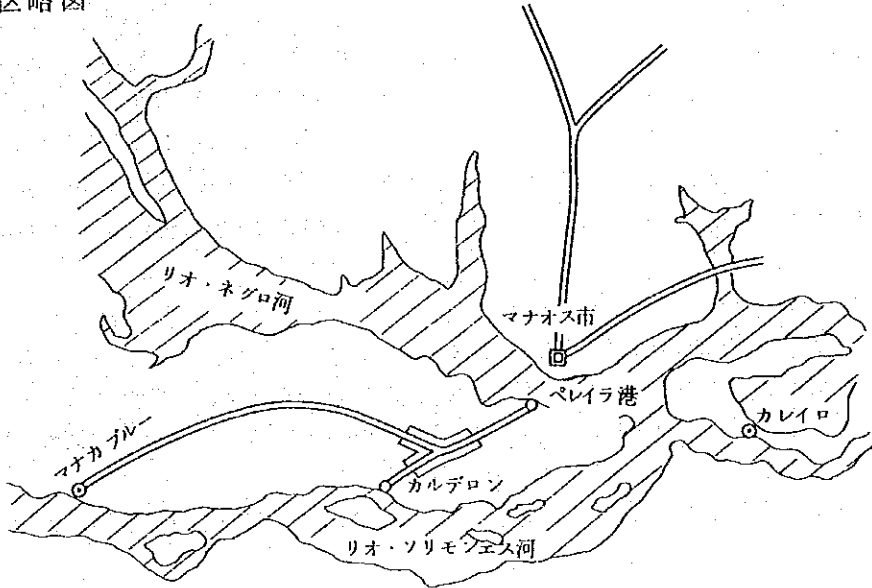 区略図
リオ・ネグロ河
マナオス市
ペレイラ港
カレイロ
マナカプルー
カルデロン
リオ・ソリモンエス河